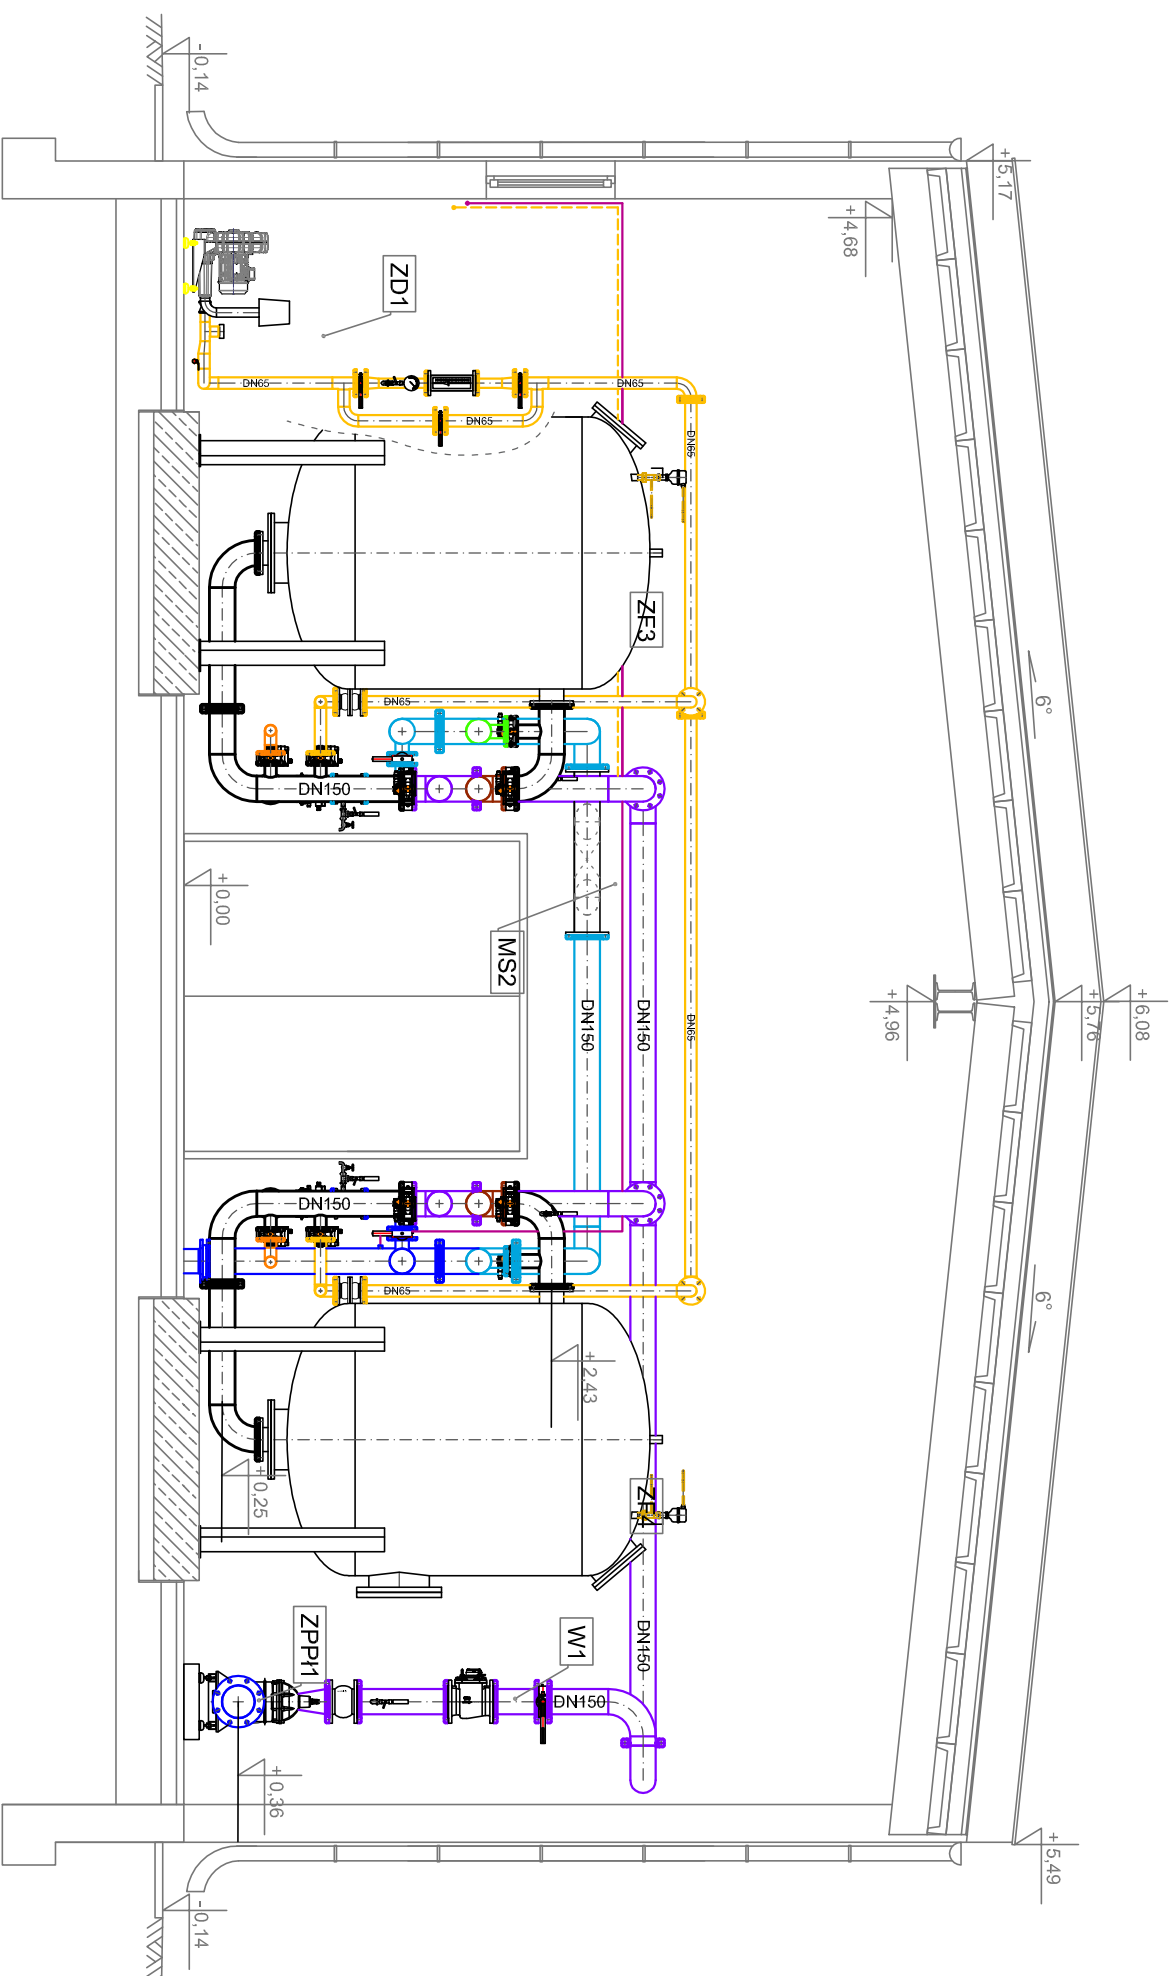 -0,14
+5,17
+4,68
ZD1
DN65
DN65
DN65
DN65
ZF3
6°
DN65
DN150
+0,00
MS2
DN150
DN150
DN65
+4,96
+5,76
+6,08
DN150
DN65
6°
+2.43
+0,25
ZF4
ZPPł1
W1
DN150
DN150
+0,36
+5,49
-0,14